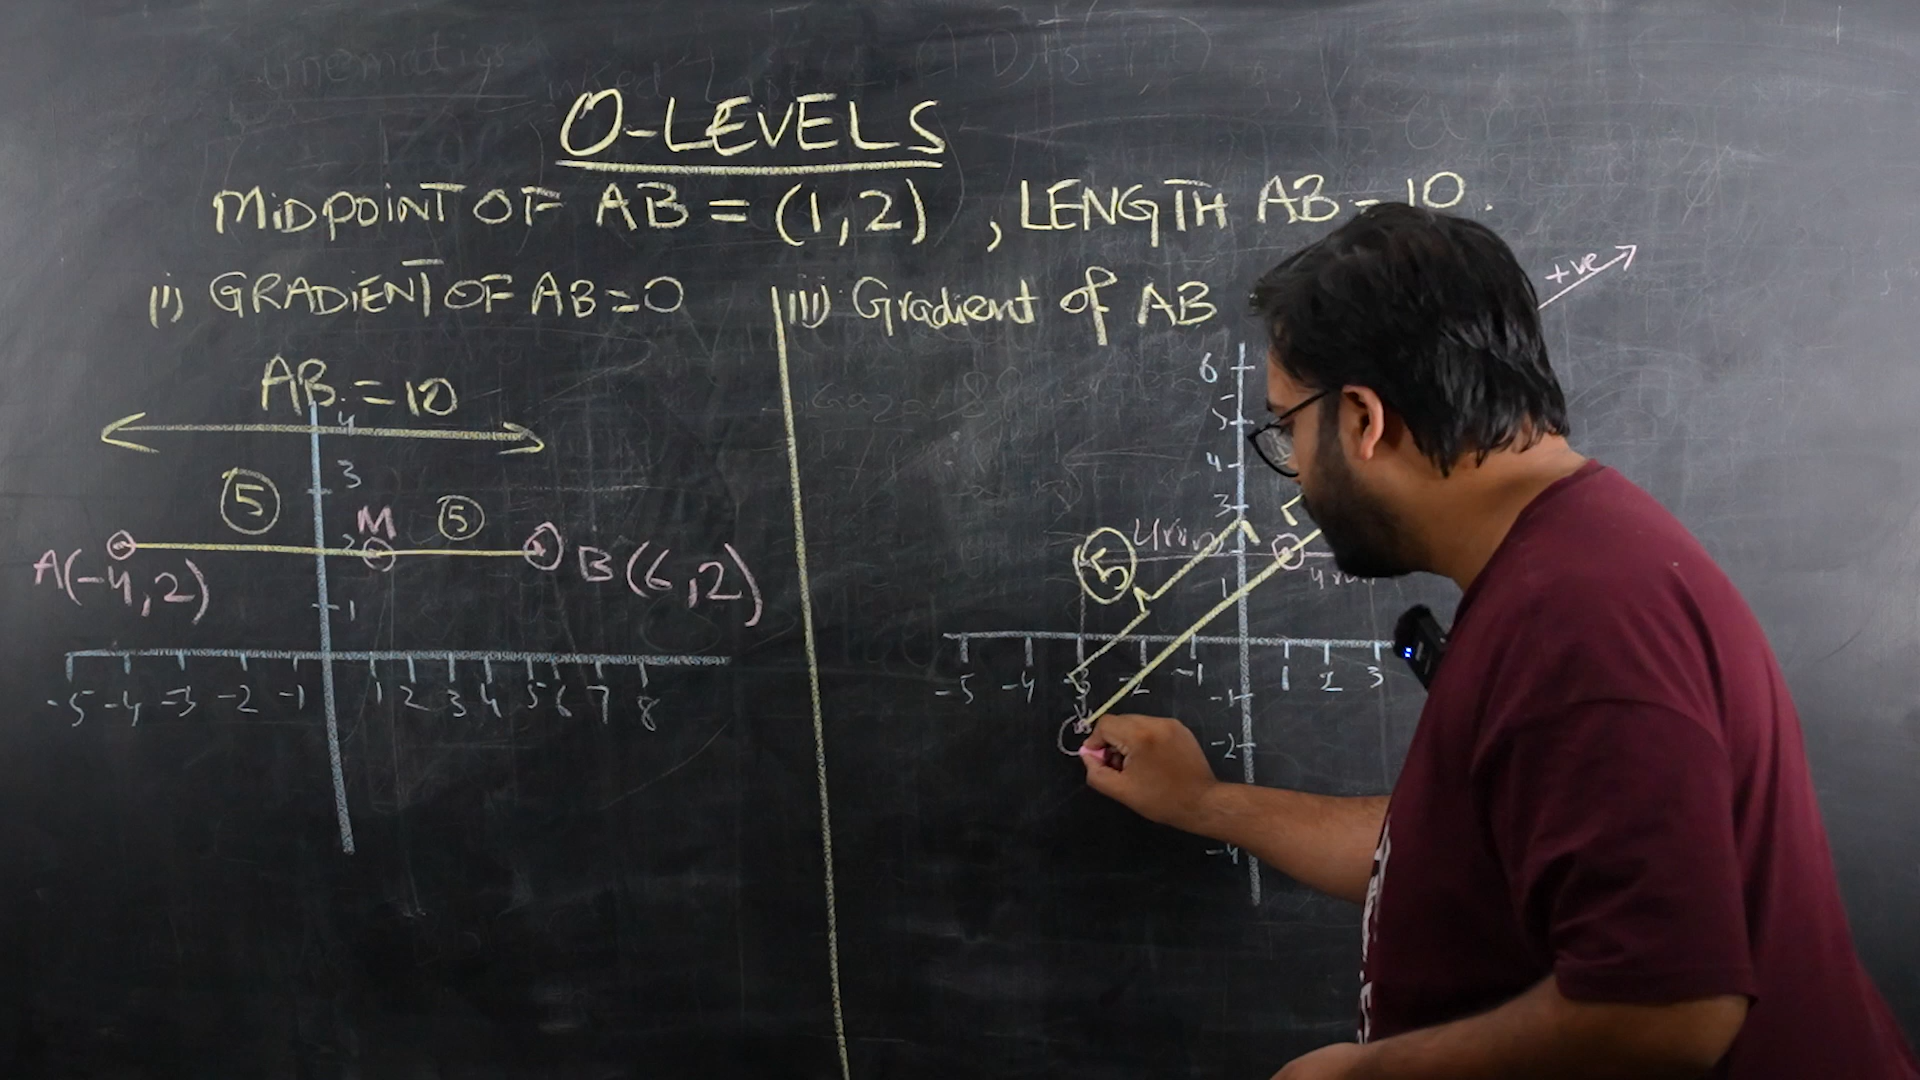 O-LEVELS
MIDPOINT OF AB = (1,2) , LENGTH AB = 10.
(i) GRADIENT OF AB = 0
AB = 10
4
3
5
M
5
2
A(-4,2)
B(6,2)
1
-5 -4 -3 -2 -1 1 2 3 4 5 6 7 8
(ii) Gradient of AB
+ve
6
5
4
3
5
1
-5 -4 -3 -2 -1 1 2 3
-1
-2
-4